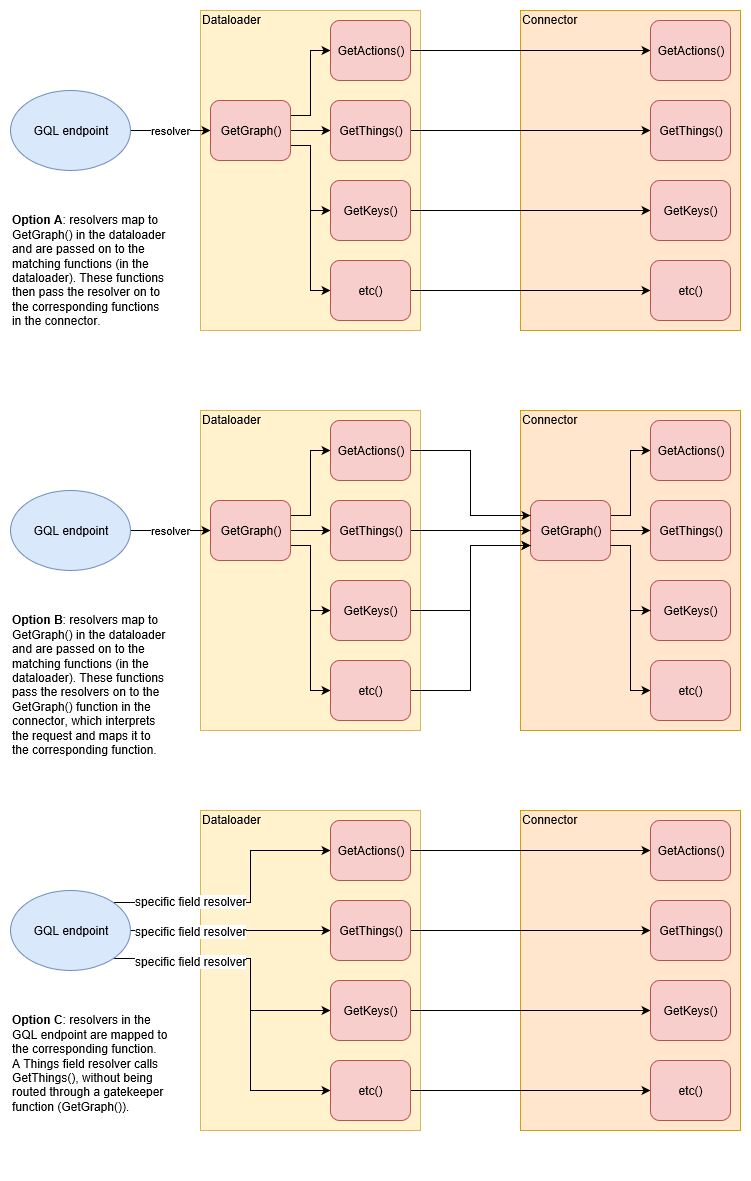 Dataloader
Connector
GetActions()
GetActions()
GQL endpoint
resolver
GetGraph()
GetThings()
GetThings()
GetKeys()
GetKeys()
Option A: resolvers map to
GetGraph() in the dataloader
and are passed on to the
matching functions (in the
dataloader). These functions
then pass the resolver on to
the corresponding functions
in the connector.
etc()
etc()
Dataloader
Connector
GetActions()
GetActions()
GQL endpoint
resolver
GetGraph()
GetThings()
GetGraph()
GetThings()
GetKeys()
GetKeys()
Option B: resolvers map to
GetGraph() in the dataloader
and are passed on to the
matching functions (in the
dataloader). These functions
pass the resolvers on to the
GetGraph() function in the
connector, which interprets
the request and maps it to
the corresponding function.
etc()
etc()
Dataloader
Connector
GetActions()
GetActions()
specific field resolver
GQL endpoint
specific field resolver
GetThings()
GetThings()
specific field resolver
GetKeys()
GetKeys()
Option C: resolvers in the
GQL endpoint are mapped to
the corresponding function.
A Things field resolver calls
GetThings(), without being
routed through a gatekeeper
function (GetGraph()).
etc()
etc()